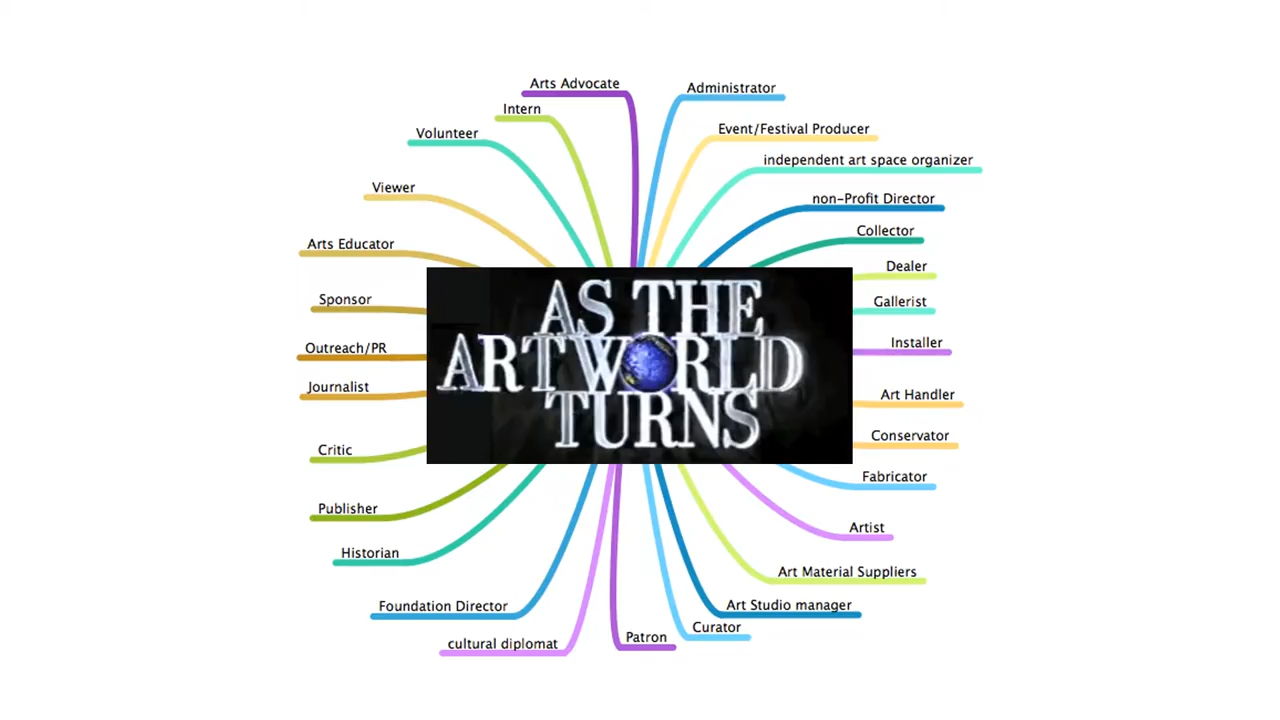 Arts Advocate
Administrator
Intern
Event/Festival Producer
Volunteer
independent art space organizer
Viewer
non-Profit Director
Collector
Arts Educator
Dealer
Sponsor
Gallerist
Outreach/PR
Installer
Journalist
Art Handler
Critic
Conservator
Fabricator
Publisher
Artist
Historian
Art Material Suppliers
Foundation Director
Art Studio manager
Curator
cultural diplomat
Patron
AS THE
ARTWORLD
TURNS